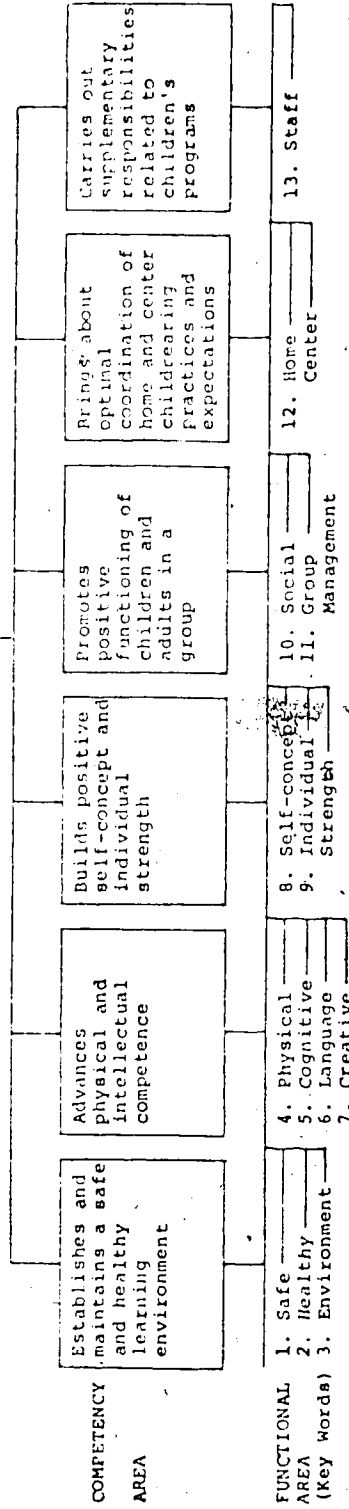 COMPETENCY
AREA
Establishes and
maintains a safe
and healthy
learning
environment
Advances
physical and
intellectual
competence
Builds positive
self-concept and
individual
strength
Promotes
positive
functioning of
children and
adults in a
group
Brings about
optimal
coordination of
home and center
childrearing
practices and
expectations
Carries out
supplementary
responsibilities
related to
children's
programs
FUNCTIONAL
AREA
(Key Words)
1. Safe
2. Healthy
3. Environment
4. Physical
5. Cognitive
6. Language
7. Creative
8. Self-concept
9. Individual
Strength
10. Social
11. Group
Management
12. Home
Center
13. Staff